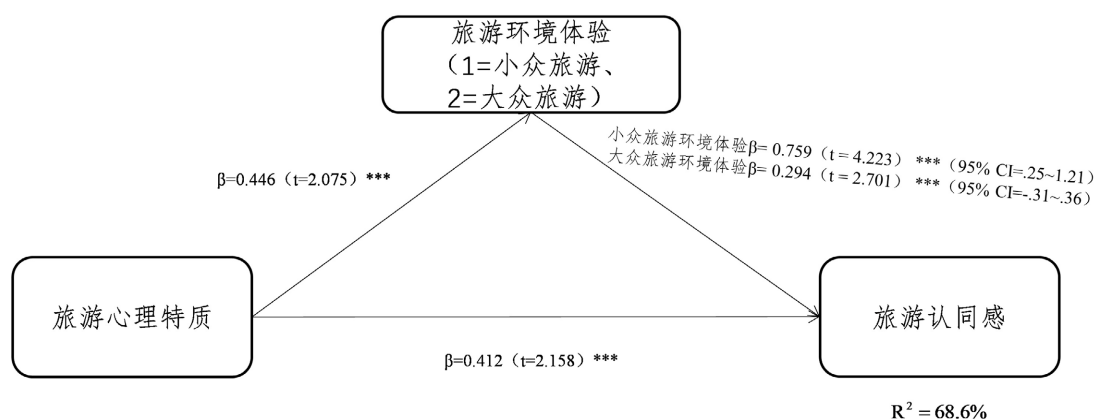 旅游环境体验
（1=小众旅游、
2=大众旅游）
小众旅游环境体验β= 0.759（t = 4.223） ***（95% CI=.25~1.21）
大众旅游环境体验β= 0.294（t = 2.701） ***（95% CI=-.31~.36）
β=0.446（t=2.075）***
旅游心理特质
旅游认同感
β=0.412（t=2.158）***
R² = 68.6%